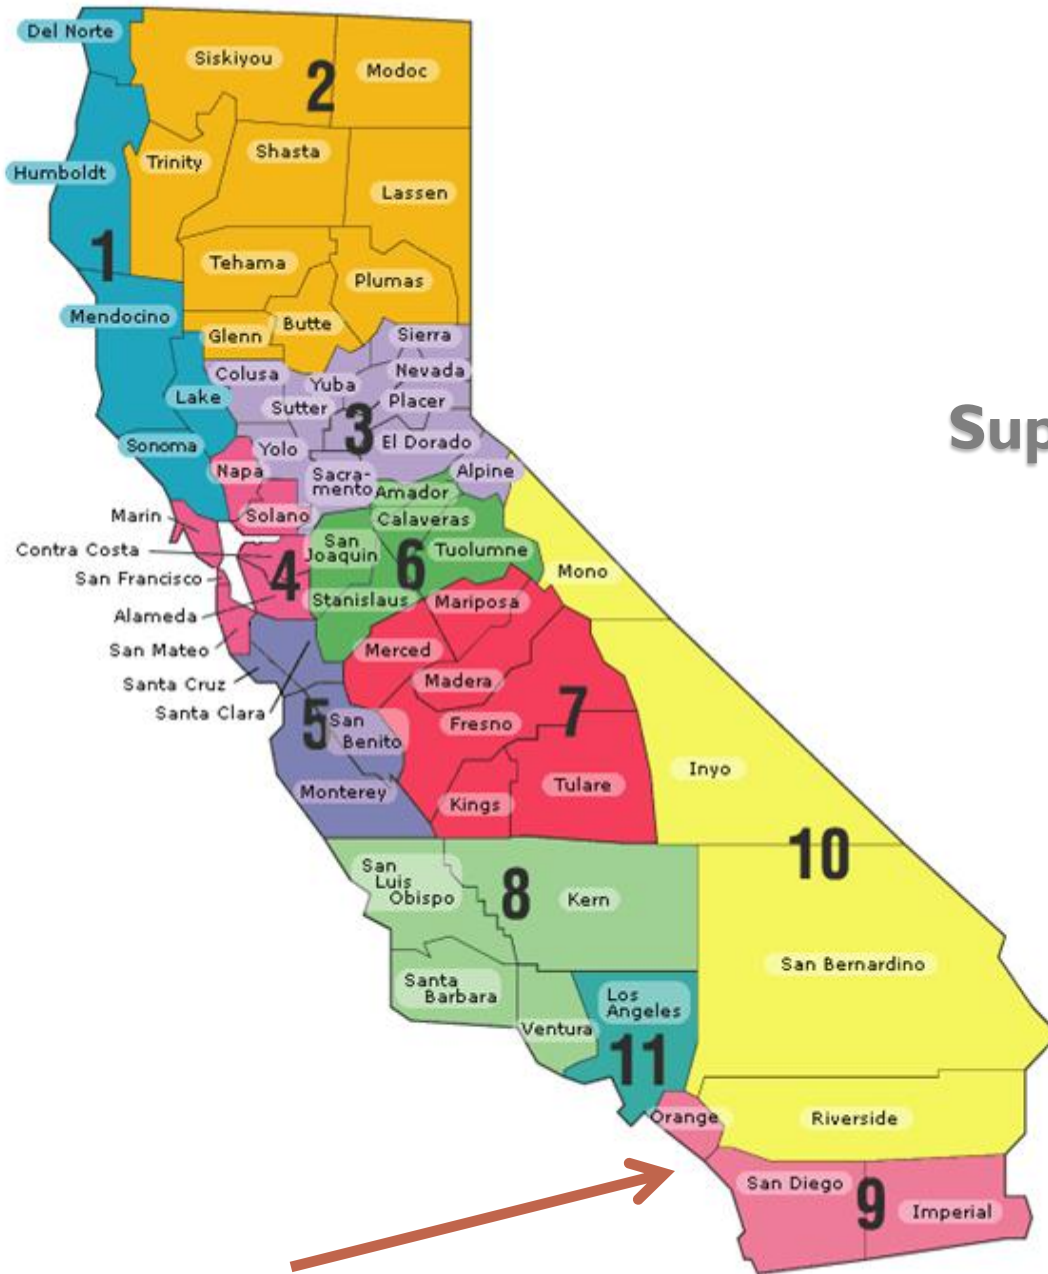 Del Norte
Siskiyou
2
Modoc
Humboldt
Trinity
Shasta
Lassen
1
Tehama
Plumas
Mendocino
Glenn
Butte
Sierra
Colusa
Yuba
Nevada
Lake
Sutter
Placer
3
El Dorado
Sonoma
Yolo
Napa
Sacra-
mento
Alpine
Amador
Marin
Solano
Calaveras
Contra Costa
San
Joaquin
Tuolumne
San Francisco
4
6
Mono
Alameda
Stanislaus
Mariposa
San Mateo
Merced
Santa Cruz
Madera
Santa Clara
5
San
Benito
Fresno
7
Monterey
Kings
Tulare
Inyo
10
San
Luis
Obispo
8
Kern
San Bernardino
Santa
Barbara
Ventura
Los
Angeles
11
Orange
Riverside
San Diego
9
Imperial
Sup